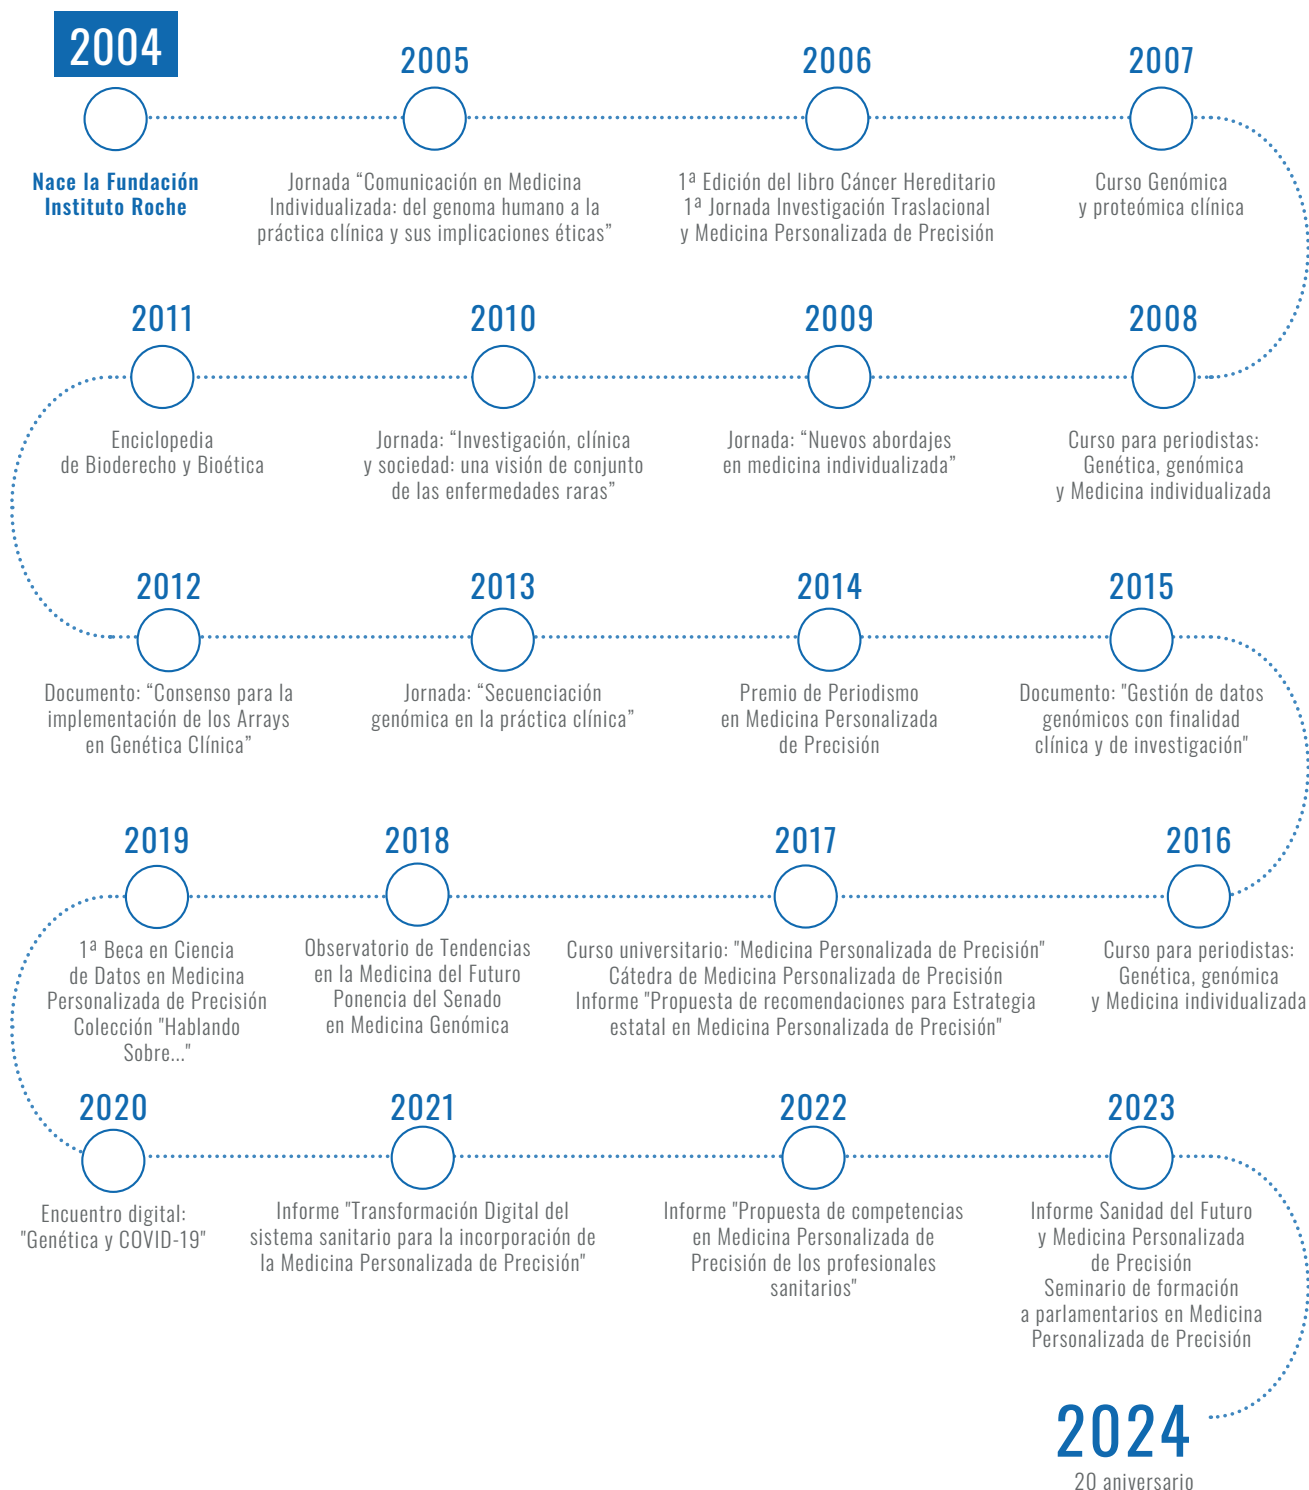 2004
Nace la Fundación
Instituto Roche
2005
Jornada “Comunicación en Medicina
Individualizada: del genoma humano a la
práctica clínica y sus implicaciones éticas”
2006
1ª Edición del libro Cáncer Hereditario
1ª Jornada Investigación Traslacional
y Medicina Personalizada de Precisión
2007
Curso Genómica
y proteómica clínica
2008
Curso para periodistas:
Genética, genómica
y Medicina individualizada
2009
Jornada: “Nuevos abordajes
en medicina individualizada”
2010
Jornada: “Investigación, clínica
y sociedad: una visión de conjunto
de las enfermedades raras”
2011
Enciclopedia
de Bioderecho y Bioética
2012
Documento: “Consenso para la
implementación de los Arrays
en Genética Clínica”
2013
Jornada: “Secuenciación
genómica en la práctica clínica”
2014
Premio de Periodismo
en Medicina Personalizada
de Precisión
2015
Documento: "Gestión de datos
genómicos con finalidad
clínica y de investigación"
2016
Curso para periodistas:
Genética, genómica
y Medicina individualizada
2017
Curso universitario: "Medicina Personalizada de Precisión"
Cátedra de Medicina Personalizada de Precisión
Informe "Propuesta de recomendaciones para Estrategia
estatal en Medicina Personalizada de Precisión"
2018
Observatorio de Tendencias
en la Medicina del Futuro
Ponencia del Senado
en Medicina Genómica
2019
1ª Beca en Ciencia
de Datos en Medicina
Personalizada de Precisión
Colección "Hablando
Sobre..."
2020
Encuentro digital:
"Genética y COVID-19"
2021
Informe "Transformación Digital del
sistema sanitario para la incorporación de
la Medicina Personalizada de Precisión"
2022
Informe "Propuesta de competencias
en Medicina Personalizada de
Precisión de los profesionales
sanitarios"
2023
Informe Sanidad del Futuro
y Medicina Personalizada
de Precisión
Seminario de formación
a parlamentarios en Medicina
Personalizada de Precisión
2024
20 aniversario